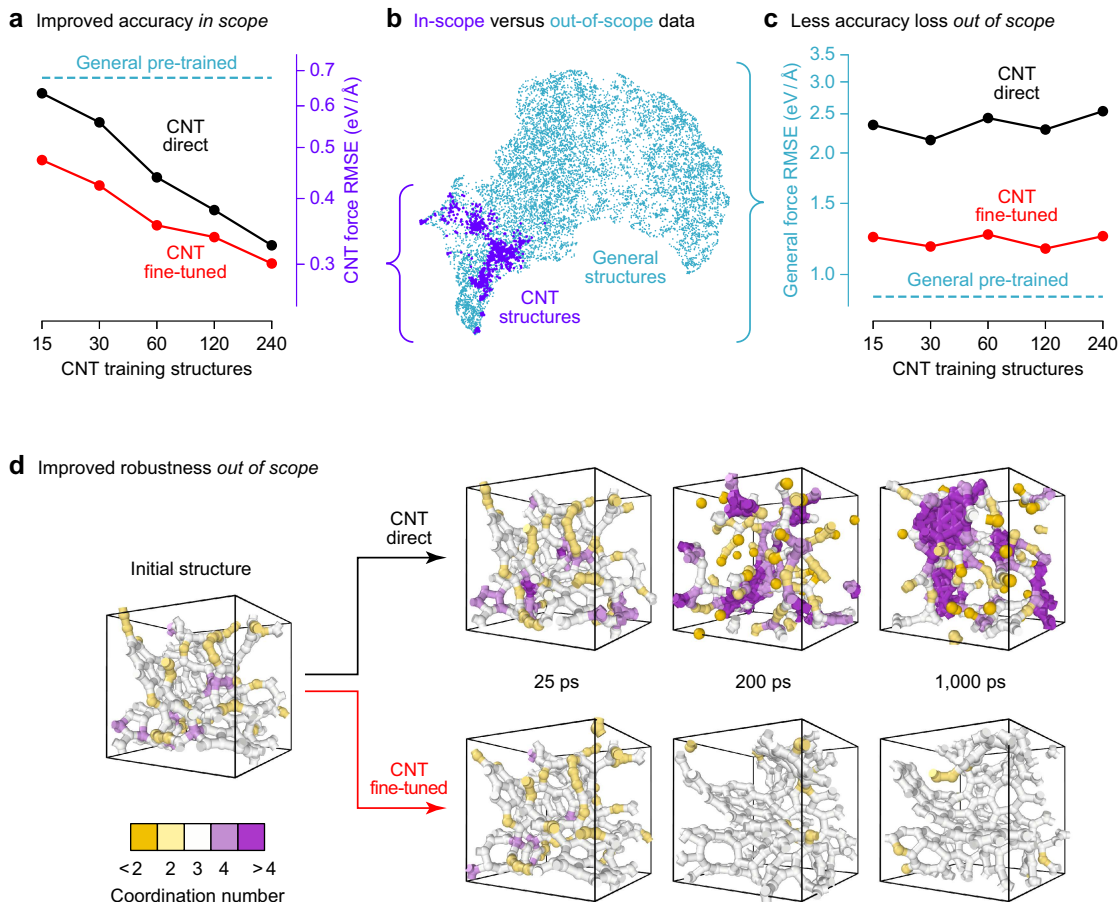 a Improved accuracy in scope
General pre-trained
CNT
direct
CNT
fine-tuned
0.7
0.6
0.5
0.4
0.3
CNT force RMSE (eV/Å)
15 30 60 120 240
CNT training structures
b In-scope versus out-of-scope data
General
structures
CNT
structures
c Less accuracy loss out of scope
3.5
3.0
2.5
2.0
1.5
1.0
General force RMSE (eV/Å)
CNT
direct
CNT
fine-tuned
General pre-trained
15 30 60 120 240
CNT training structures
d Improved robustness out of scope
Initial structure
CNT
direct
25 ps 200 ps 1,000 ps
CNT
fine-tuned
<2 2 3 4 >4
Coordination number